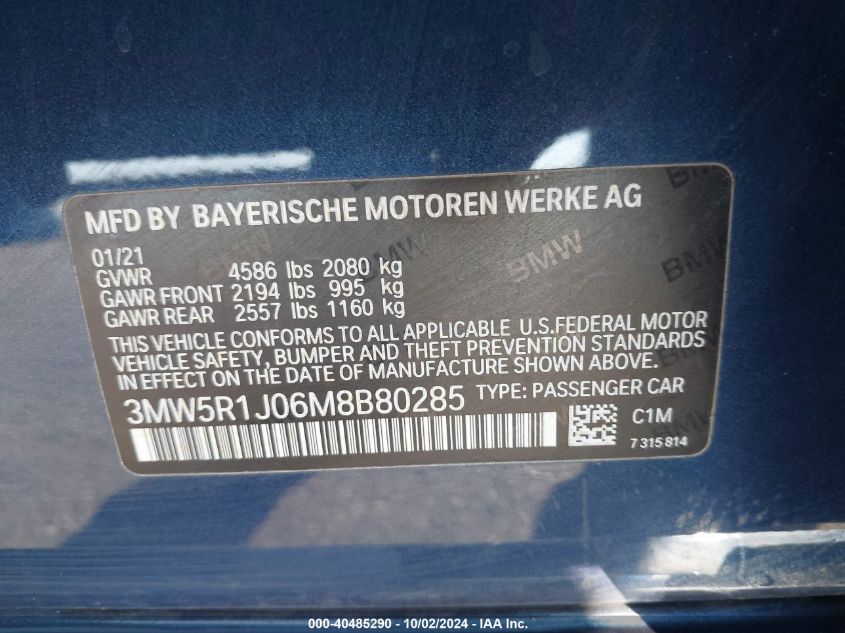 MFD BY BAYERISCHE MOTOREN WERKE AG
01/21
GVWR 4586 lbs 2080 kg
GAWR FRONT 2194 lbs 995 kg
GAWR REAR 2557 lbs 1160 kg
THIS VEHICLE CONFORMS TO ALL APPLICABLE U.S.FEDERAL MOTOR
VEHICLE SAFETY, BUMPER AND THEFT PREVENTION STANDARDS
IN EFFECT ON THE DATE OF MANUFACTURE SHOWN ABOVE.
3MW5R1J06M8B80285 TYPE: PASSENGER CAR
C1M
7 315 814
BMW
BMW
BMW
000-40485290 - 10/02/2024 - IAA Inc.